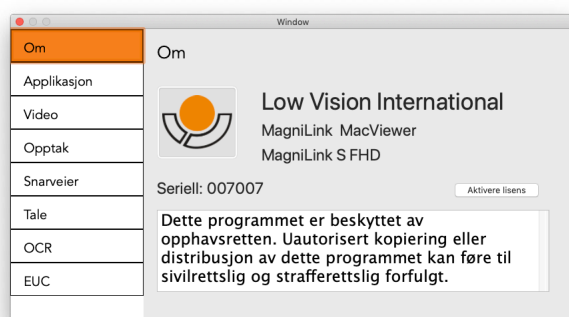 Window
Om
Applikasjon
Video
Opptak
Snarveier
Tale
OCR
EUC
Om
Low Vision International
MagniLink MacViewer
MagniLink S FHD
Seriell: 007007
Aktivere lisens
Dette programmet er beskyttet av
opphavsretten. Uautorisert kopiering eller
distribusjon av dette programmet kan føre til
sivilrettslig og strafferettslig forfulgt.